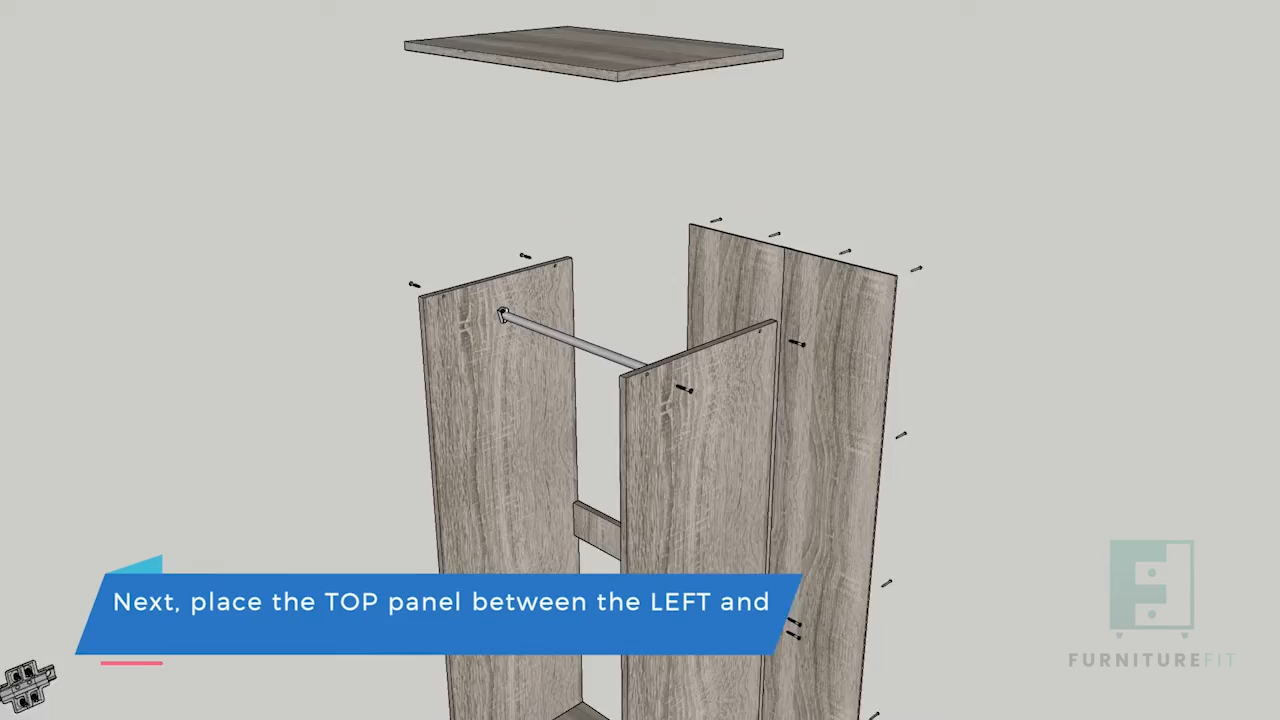 Next, place the TOP panel between the LEFT and
FURNITUREFIT